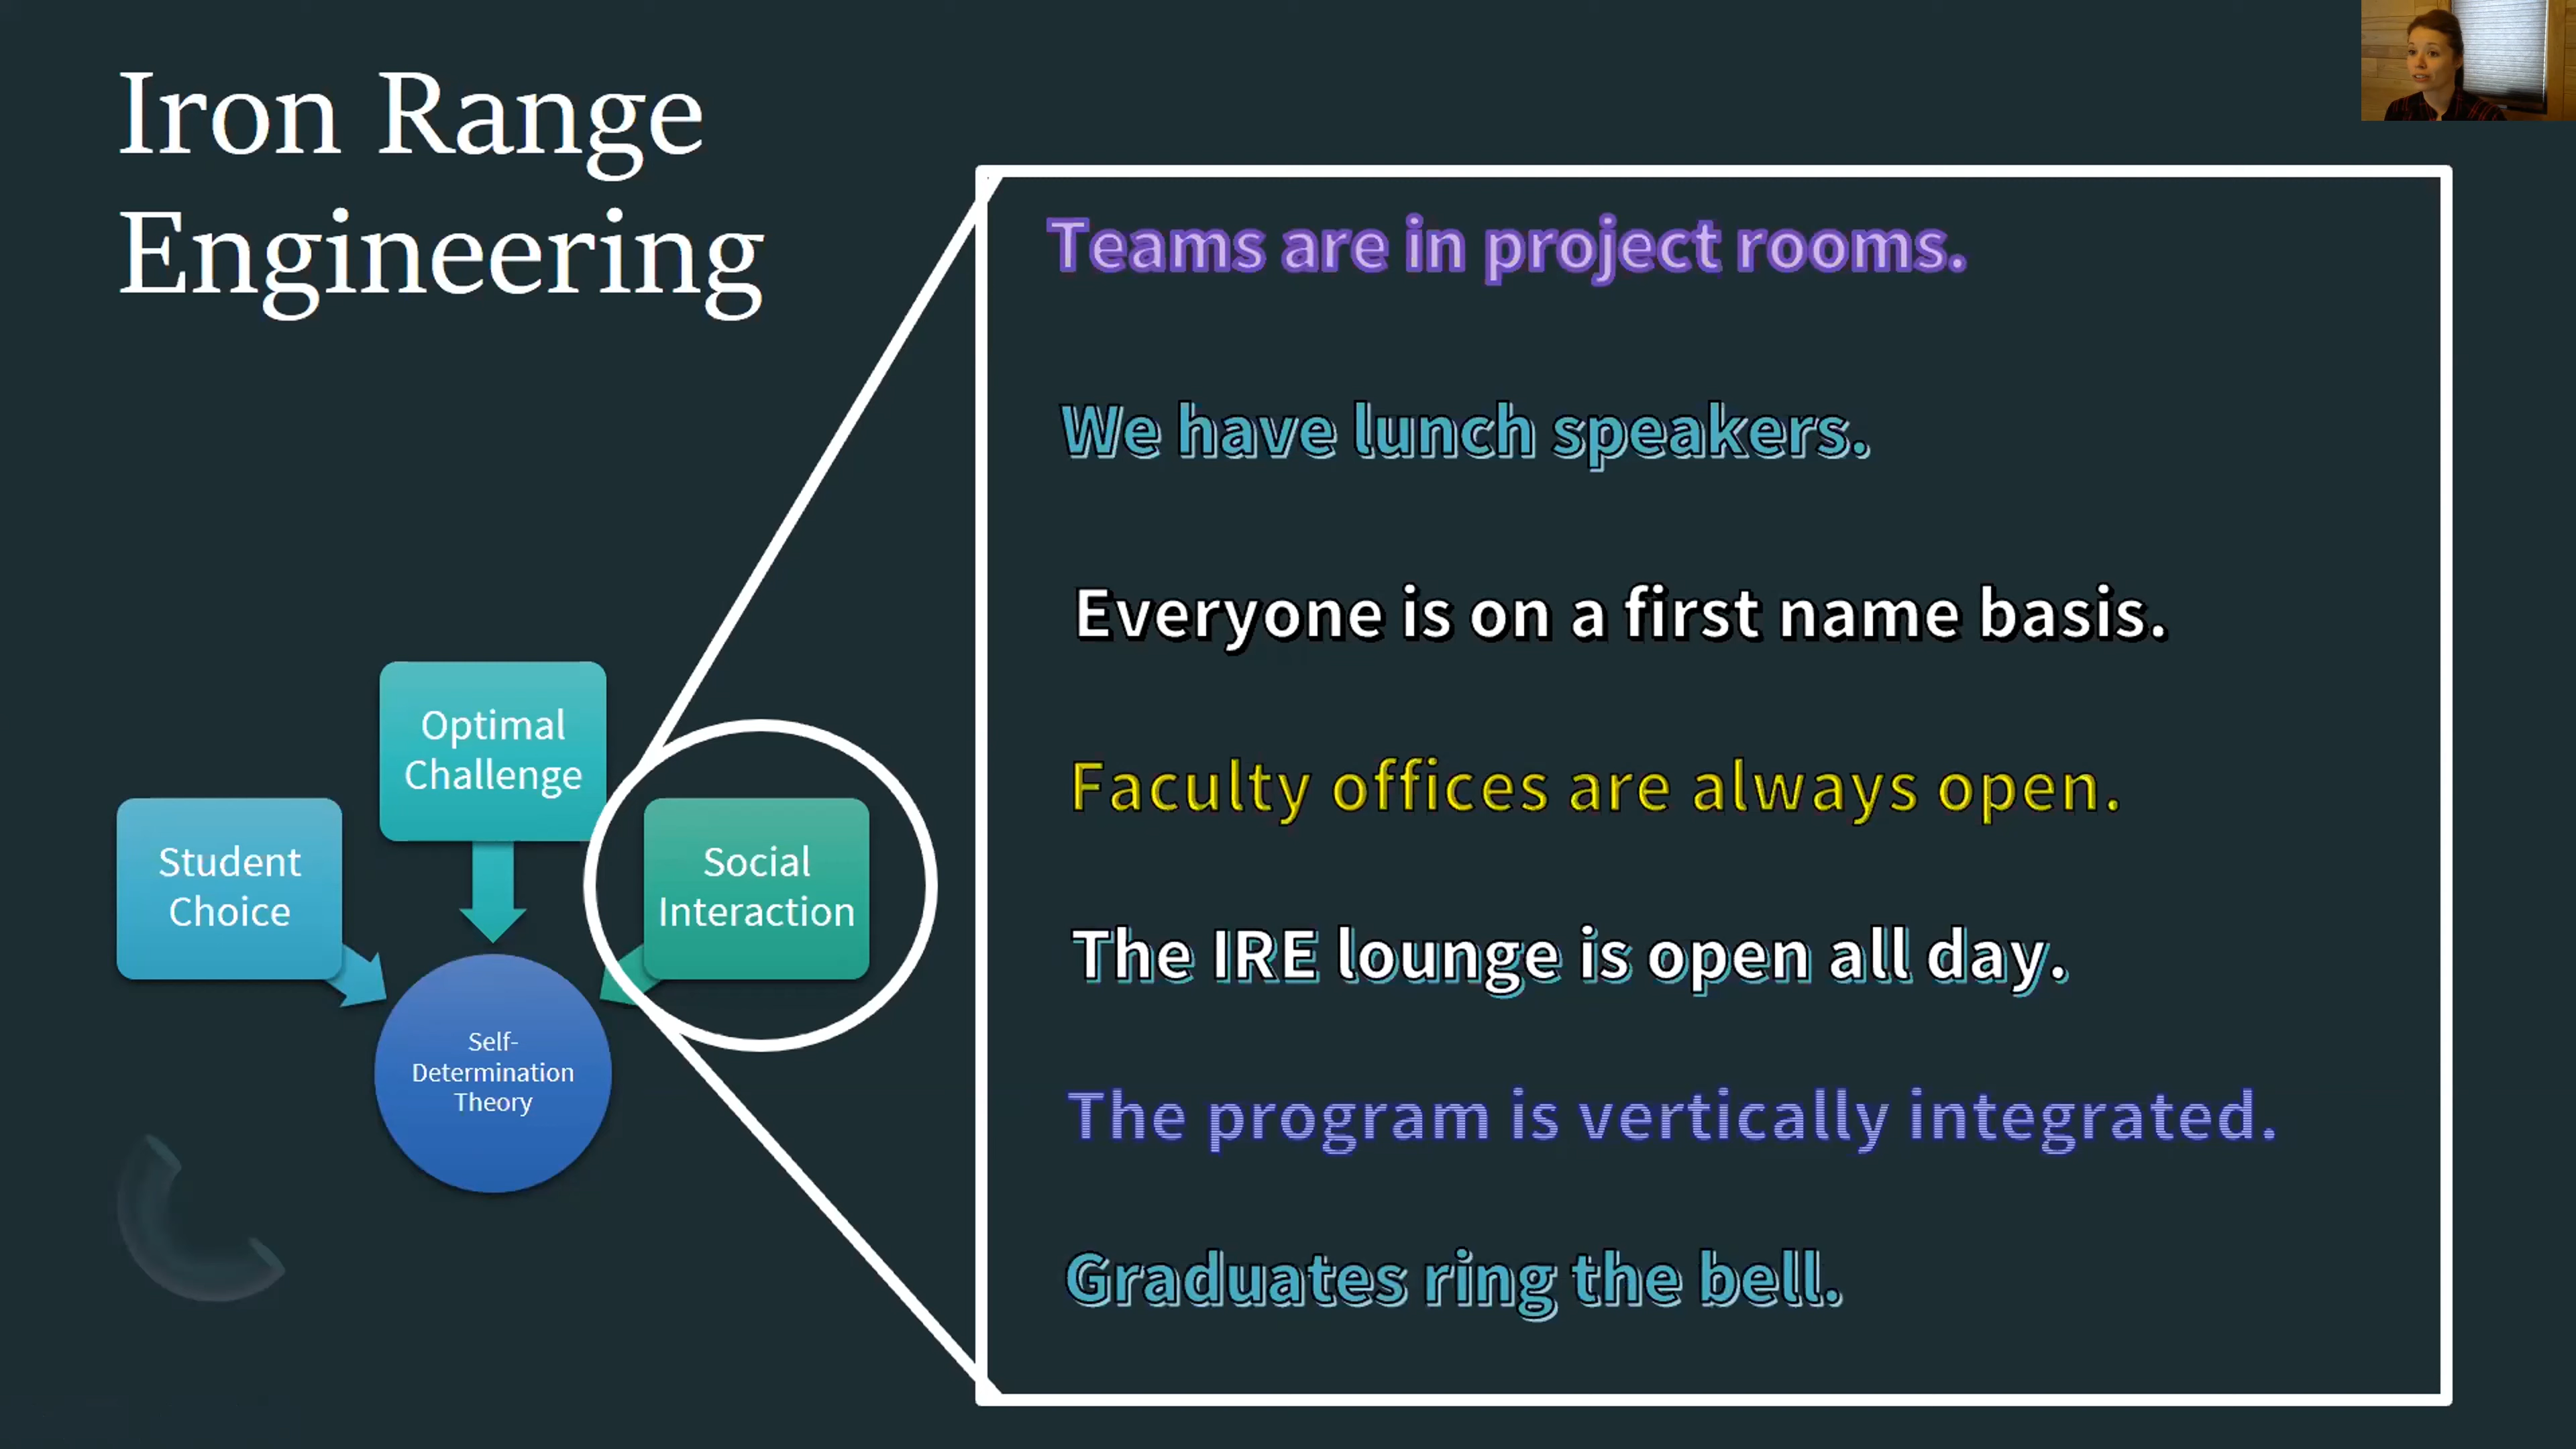 Iron Range
Engineering
Teams are in project rooms.
We have lunch speakers.
Everyone is on a first name basis.
Faculty offices are always open.
The IRE lounge is open all day.
The program is vertically integrated.
Graduates ring the bell.
Optimal
Challenge
Student
Choice
Social
Interaction
Self-
Determination
Theory